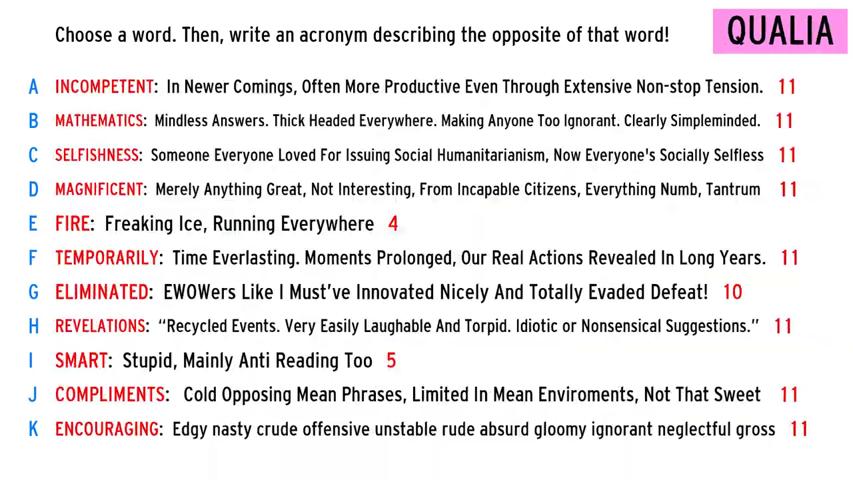 Choose a word. Then, write an acronym describing the opposite of that word!
QUALIA
A INCOMPETENT: In Newer Comings, Often More Productive Even Through Extensive Non-stop Tension. 11
B MATHEMATICS: Mindless Answers. Thick Headed Everywhere. Making Anyone Too Ignorant. Clearly Simpleminded. 11
C SELFISHNESS: Someone Everyone Loved For Issuing Social Humanitarianism, Now Everyone's Socially Selfless 11
D MAGNIFICENT: Merely Anything Great, Not Interesting, From Incapable Citizens, Everything Numb, Tantrum 11
E FIRE: Freaking Ice, Running Everywhere 4
F TEMPORARILY: Time Everlasting. Moments Prolonged, Our Real Actions Revealed In Long Years. 11
G ELIMINATED: EWOWers Like I Must've Innovated Nicely And Totally Evaded Defeat! 10
H REVELATIONS: “Recycled Events. Very Easily Laughable And Torpid. Idiotic or Nonsensical Suggestions.” 11
I SMART: Stupid, Mainly Anti Reading Too 5
J COMPLIMENTS: Cold Opposing Mean Phrases, Limited In Mean Enviroments, Not That Sweet 11
K ENCOURAGING: Edgy nasty crude offensive unstable rude absurd gloomy ignorant neglectful gross 11